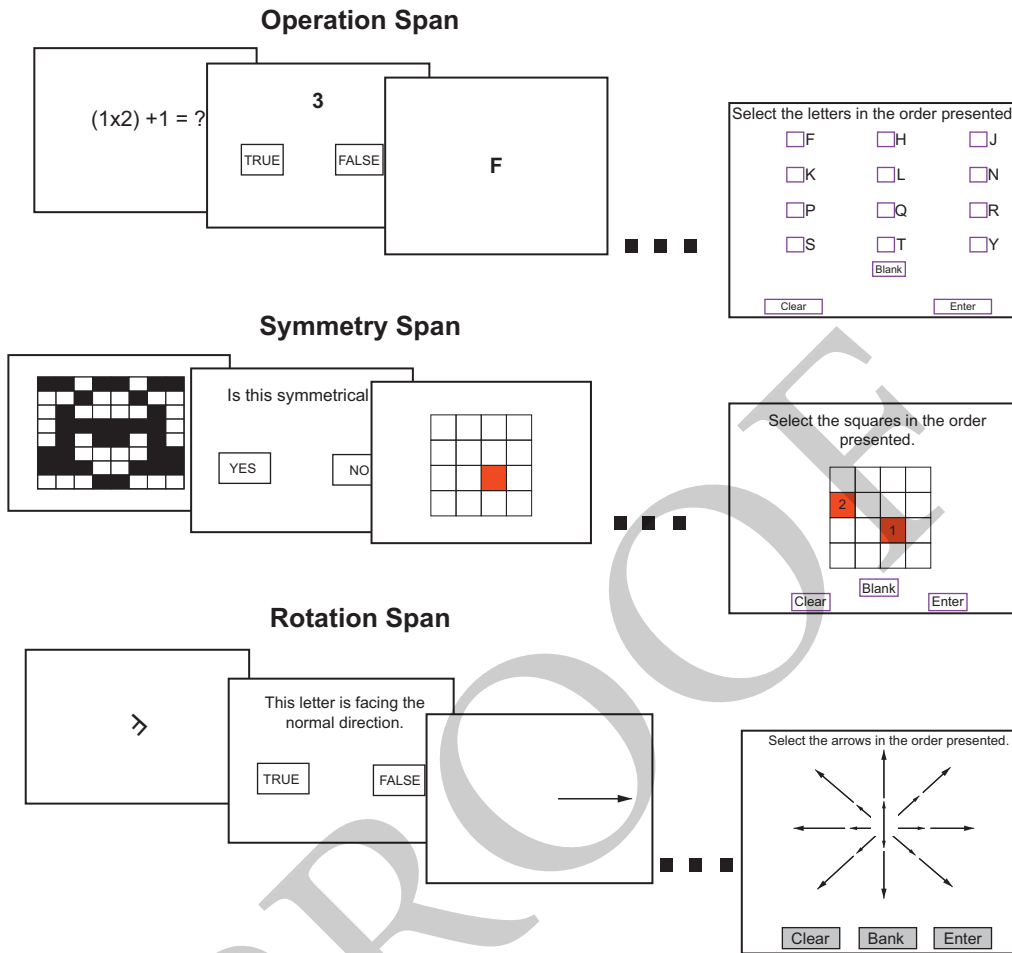 Operation Span
(1x2) +1 = ?
3
TRUE FALSE
F
Select the letters in the order presented
F H J
K L N
P Q R
S T Y
Blank
Clear Enter
Symmetry Span
Is this symmetrical
YES NO
Select the squares in the order
presented.
2
1
Blank
Clear Enter
Rotation Span
F
This letter is facing the
normal direction.
TRUE FALSE
Select the arrows in the order presented.
Clear Bank Enter
PROOF